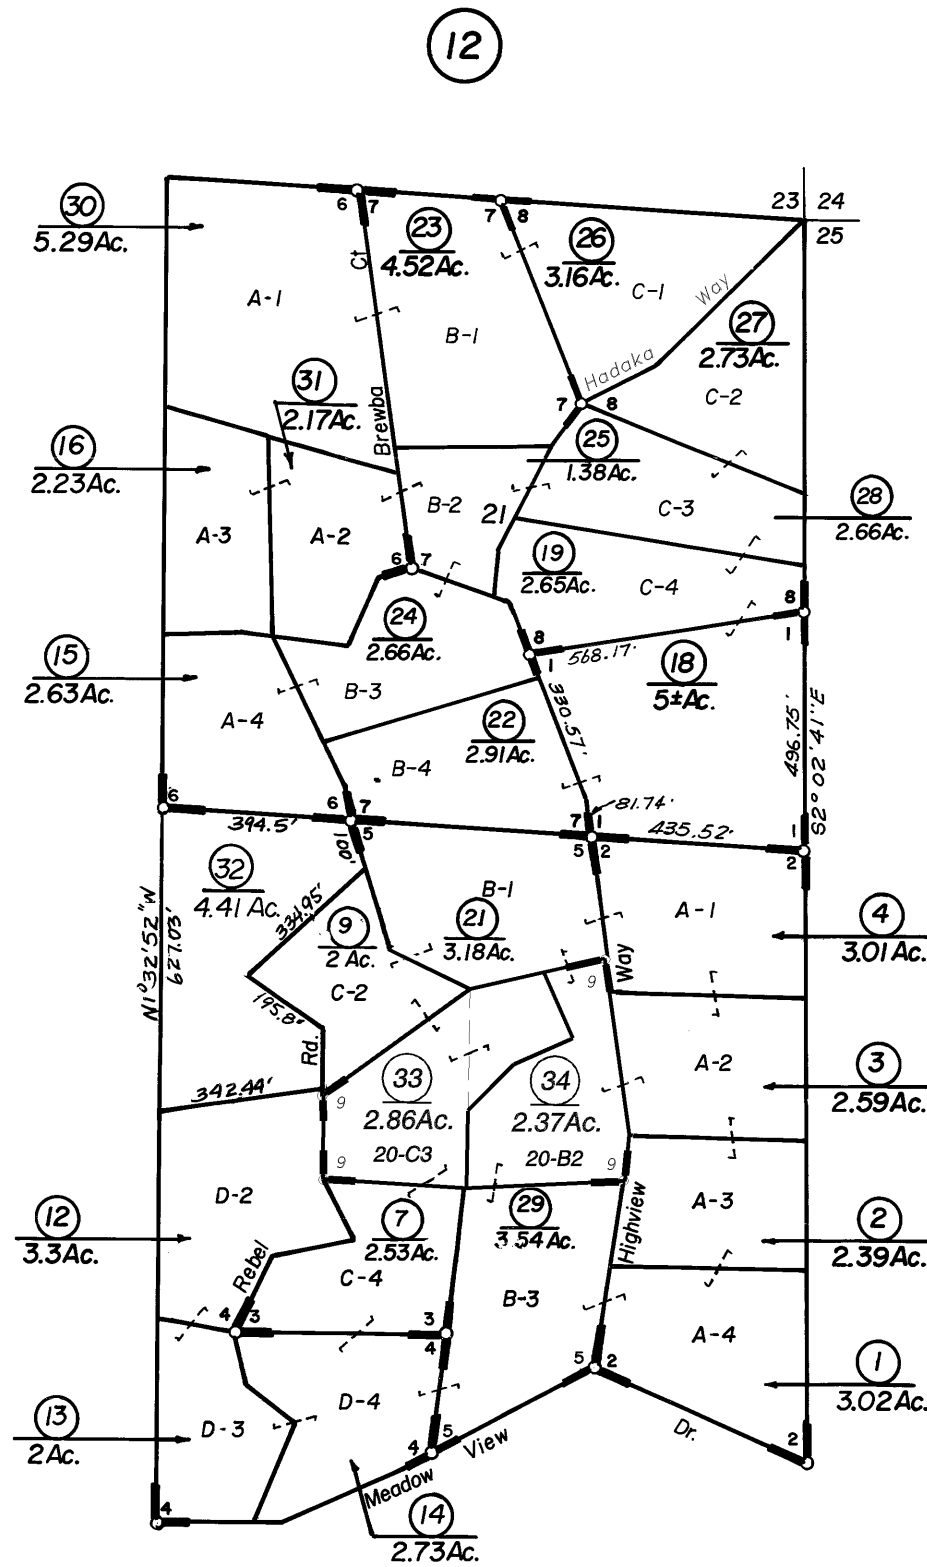 12
23 24
25
30
5.29Ac.
6 7
7 8
23
4.52Ac.
26
3.16Ac.
Ct
A-1
B-1
C-1
Way
27
2.73Ac.
C-2
31
2.17Ac.
Brewba
Hadaka
7 8
25
1.38Ac.
16
2.23Ac.
28
2.66Ac.
A-3
A-2
B-2
21
C-3
19
2.65Ac.
C-4
6 7
24
2.66Ac.
8
1
8
1
568.17'
18
5±Ac.
15
2.63Ac.
B-3
A-4
330.57'
22
2.91Ac.
B-4
496.75'
S2°02'41"E
6
6 7
5
394.5'
100'
81.74'
7 1
5 2
435.52'
1
2
32
4.41 Ac.
334.95'
B-1
A-1
9
2 Ac.
21
3.18Ac.
4
3.01Ac.
N1°32'52"W
627.03'
C-2
195.8'
Way
9
Rd.
342.44'
9
33
2.86Ac.
34
2.37Ac.
A-2
3
2.59Ac.
20-C3
20-B2
9
9
D-2
A-3
12
3.3Ac.
7
2.53Ac.
29
3.54Ac.
Highview
2
2.39Ac.
Rebel
C-4
B-3
4 3
3
4
A-4
5 2
1
3.02Ac.
D-4
D-3
13
2Ac.
Dr.
2
4 5
View
Meadow
4
14
2.73Ac.